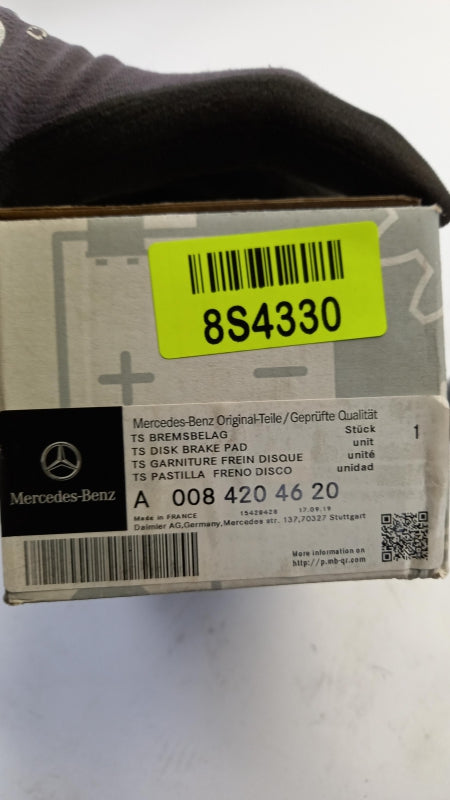 8S4330
Mercedes-Benz Original-Teile/Geprüfte Qualität
TS BREMSBELAG Stück 1
TS DISK BRAKE PAD unit
TS GARNITURE FREIN DISQUE unité
TS PASTILLA FRENO DISCO unidad
Mercedes-Benz
A 008 420 46 20
Made in FRANCE 15428428 17.09.19
Daimler AG,Germany,Mercedes str. 137,70327 Stuttgart
More information on
http://p.mb-qr.com